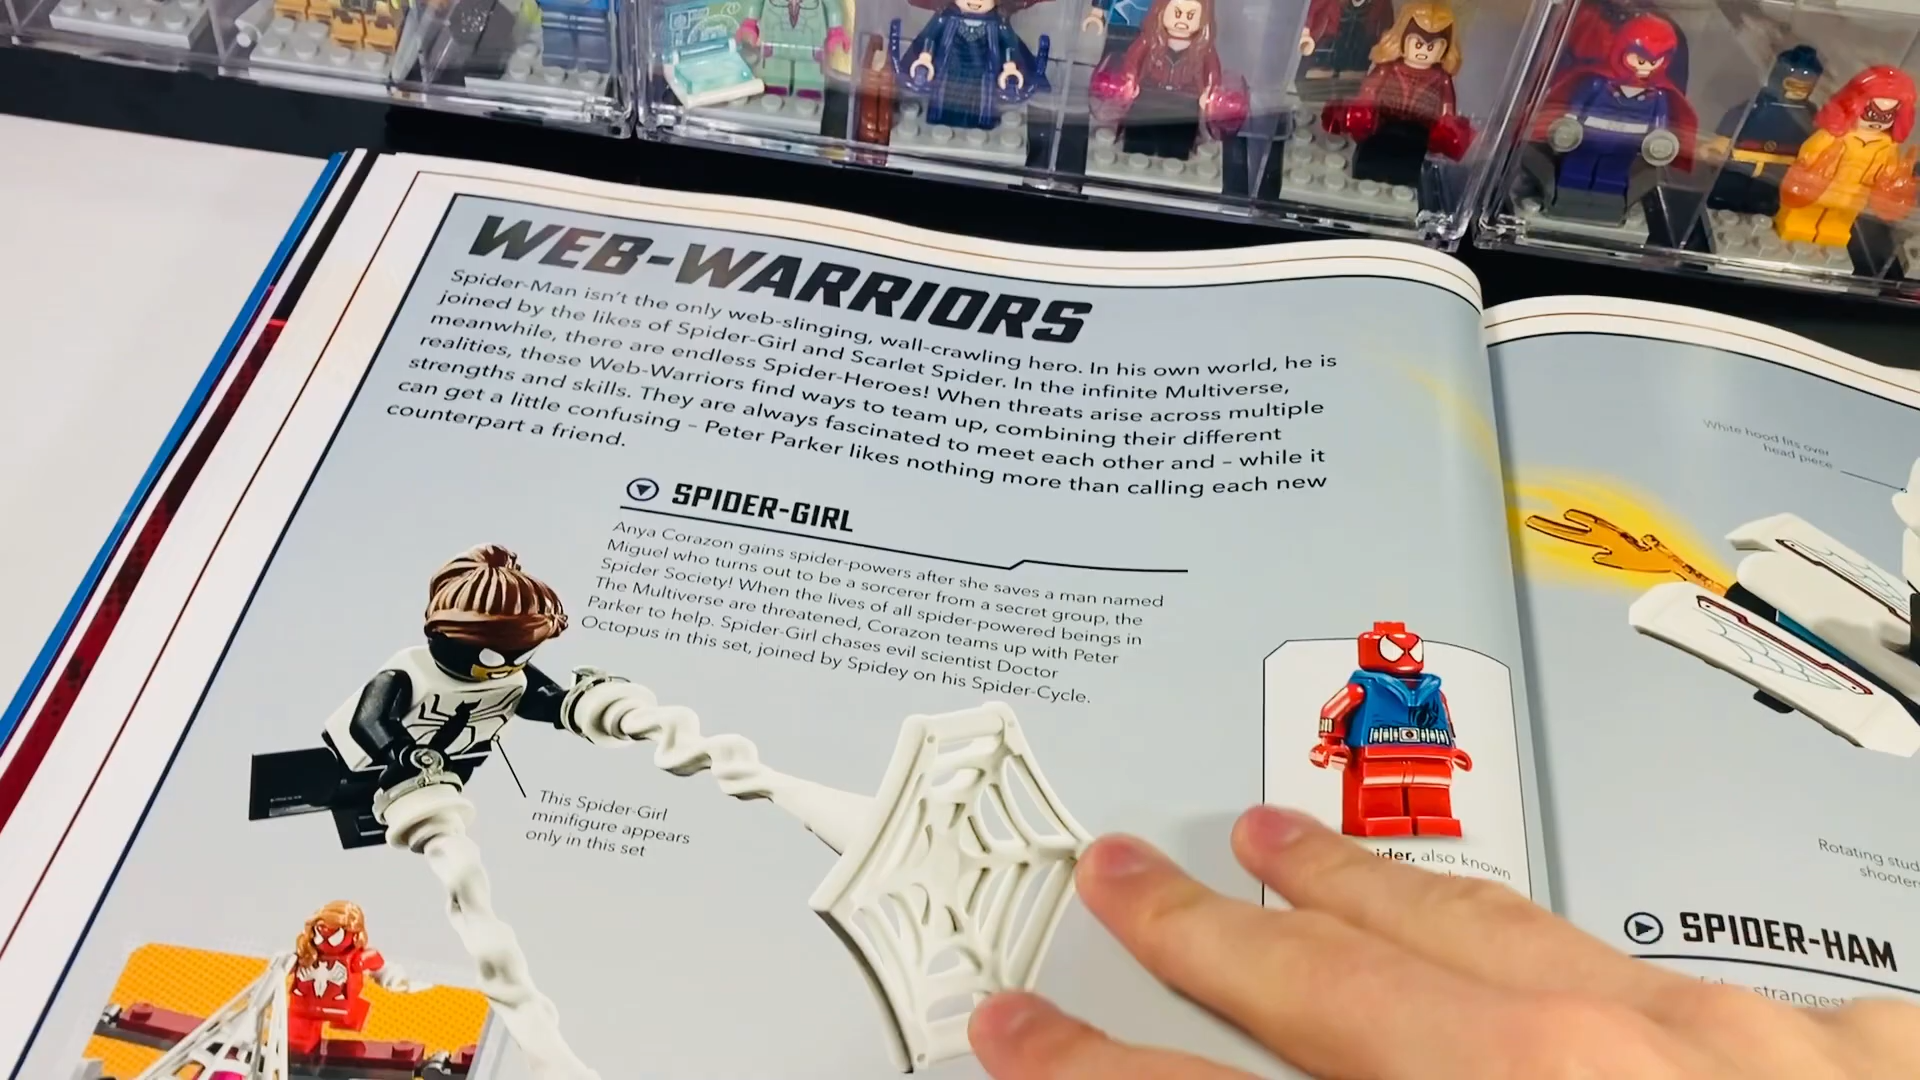 WEB-WARRIORS
Spider-Man isn't the only web-slinging, wall-crawling hero. In his own world, he is
joined by the likes of Spider-Girl and Scarlet Spider. In the infinite Multiverse,
meanwhile, there are endless Spider-Heroes! When threats arise across multiple
realities, these Web-Warriors find ways to team up, combining their different
strengths and skills. They are always fascinated to meet each other and – while it
can get a little confusing – Peter Parker likes nothing more than calling each new
counterpart a friend.
SPIDER-GIRL
Anya Corazon gains spider-powers after she saves a man named
Miguel who turns out to be a sorcerer from a secret group, the
Spider Society! When the lives of all spider-powered beings in
The Multiverse are threatened, Corazon teams up with Peter
Parker to help. Spider-Girl chases evil scientist Doctor
Octopus in this set, joined by Spidey on his Spider-Cycle.
This Spider-Girl
minifigure appears
only in this set
ider, also known
White hood fits over
head piece
Rotating stud
shooter
SPIDER-HAM
strangest